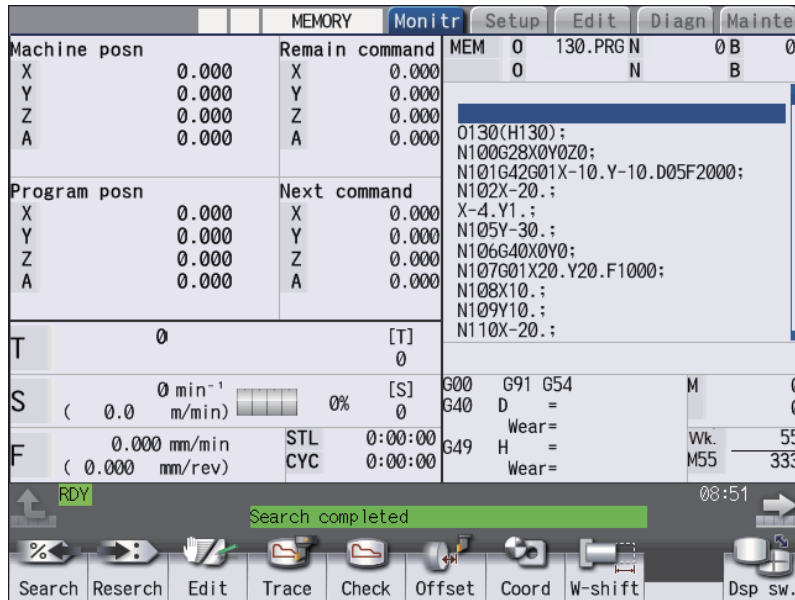 MEMORY Monitr Setup Edit Diagn Mainte
Machine posn
X 0.000
Y 0.000
Z 0.000
A 0.000
Remain command
X 0.000
Y 0.000
Z 0.000
A 0.000
Program posn
X 0.000
Y 0.000
Z 0.000
A 0.000
Next command
X 0.000
Y 0.000
Z 0.000
A 0.000
MEM O 130.PRG N 0 B 0
O N B
O130(H130);
N100G28X0Y0Z0;
N101G42G01X-10.Y-10.D05F2000;
N102X-20.;
X-4.Y1.;
N105Y-30.;
N106G40X0Y0;
N107G01X20.Y20.F1000;
N108X10.;
N109Y10.;
N110X-20.;
T 0 [T]
0
S 0 min⁻¹ 0% [S]
( 0.0 m/min) 0
F 0.000 mm/min
( 0.000 mm/rev)
STL 0:00:00
CYC 0:00:00
G00 G91 G54
G40 D =
Wear=
G49 H =
Wear=
M 0
0
Wk. 55
M55 333
RDY 08:51
Search completed
Search Reserch Edit Trace Check Offset Coord W-shift Dsp sw.